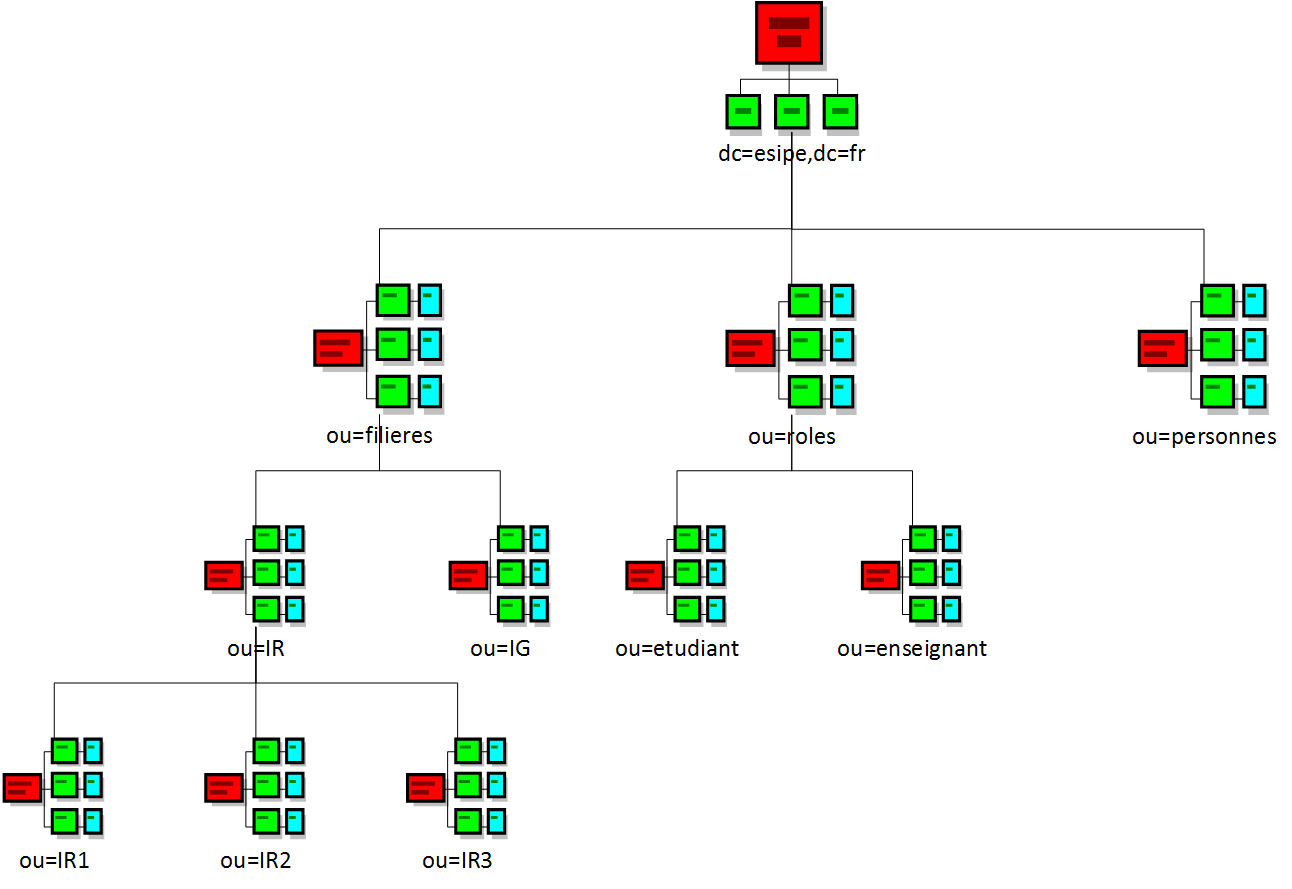 dc=esipe,dc=fr
ou=filieres
ou=roles
ou=personnes
ou=IR
ou=IG
ou=etudiant
ou=enseignant
ou=IR1
ou=IR2
ou=IR3